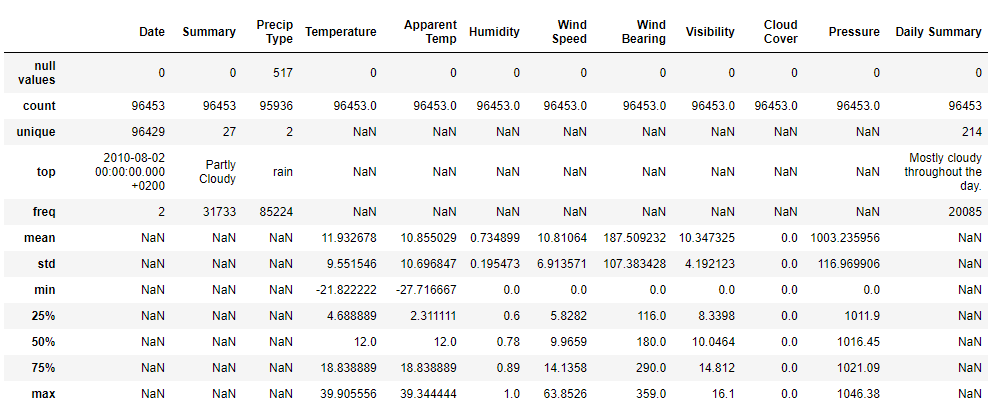 Date Summary Precip Type Temperature Apparent Temp Humidity Wind Speed Wind Bearing Visibility Cloud Cover Pressure Daily Summary
null values 0 0 517 0 0 0 0 0 0 0 0 0
count 96453 96453 95936 96453.0 96453.0 96453.0 96453.0 96453.0 96453.0 96453.0 96453.0 96453
unique 96429 27 2 NaN NaN NaN NaN NaN NaN NaN NaN 214
top 2010-08-02 00:00:00.000 +0200 Partly Cloudy rain NaN NaN NaN NaN NaN NaN NaN NaN Mostly cloudy throughout the day.
freq 2 31733 85224 NaN NaN NaN NaN NaN NaN NaN NaN 20085
mean NaN NaN NaN 11.932678 10.855029 0.734899 10.81064 187.509232 10.347325 0.0 1003.235956 NaN
std NaN NaN NaN 9.551546 10.696847 0.195473 6.913571 107.383428 4.192123 0.0 116.969906 NaN
min NaN NaN NaN -21.822222 -27.716667 0.0 0.0 0.0 0.0 0.0 0.0 NaN
25% NaN NaN NaN 4.688889 2.311111 0.6 5.8282 116.0 8.3398 0.0 1011.9 NaN
50% NaN NaN NaN 12.0 12.0 0.78 9.9659 180.0 10.0464 0.0 1016.45 NaN
75% NaN NaN NaN 18.838889 18.838889 0.89 14.1358 290.0 14.812 0.0 1021.09 NaN
max NaN NaN NaN 39.905556 39.344444 1.0 63.8526 359.0 16.1 0.0 1046.38 NaN